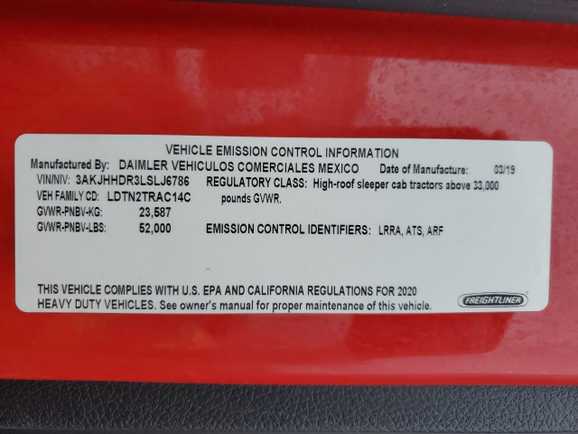 VEHICLE EMISSION CONTROL INFORMATION
Manufactured By: DAIMLER VEHICULOS COMERCIALES MEXICO Date of Manufacture: 03/19
VIN/NIV: 3AKJHHDR3LSLJ6786 REGULATORY CLASS: High-roof sleeper cab tractors above 33,000
VEH FAMILY CD: LDTN2TRAC14C pounds GVWR.
GVWR-PNBV-KG: 23,587
GVWR-PNBV-LBS: 52,000 EMISSION CONTROL IDENTIFIERS: LRRA, ATS, ARF
THIS VEHICLE COMPLIES WITH U.S. EPA AND CALIFORNIA REGULATIONS FOR 2020
HEAVY DUTY VEHICLES. See owner's manual for proper maintenance of this vehicle.
FREIGHTLINER